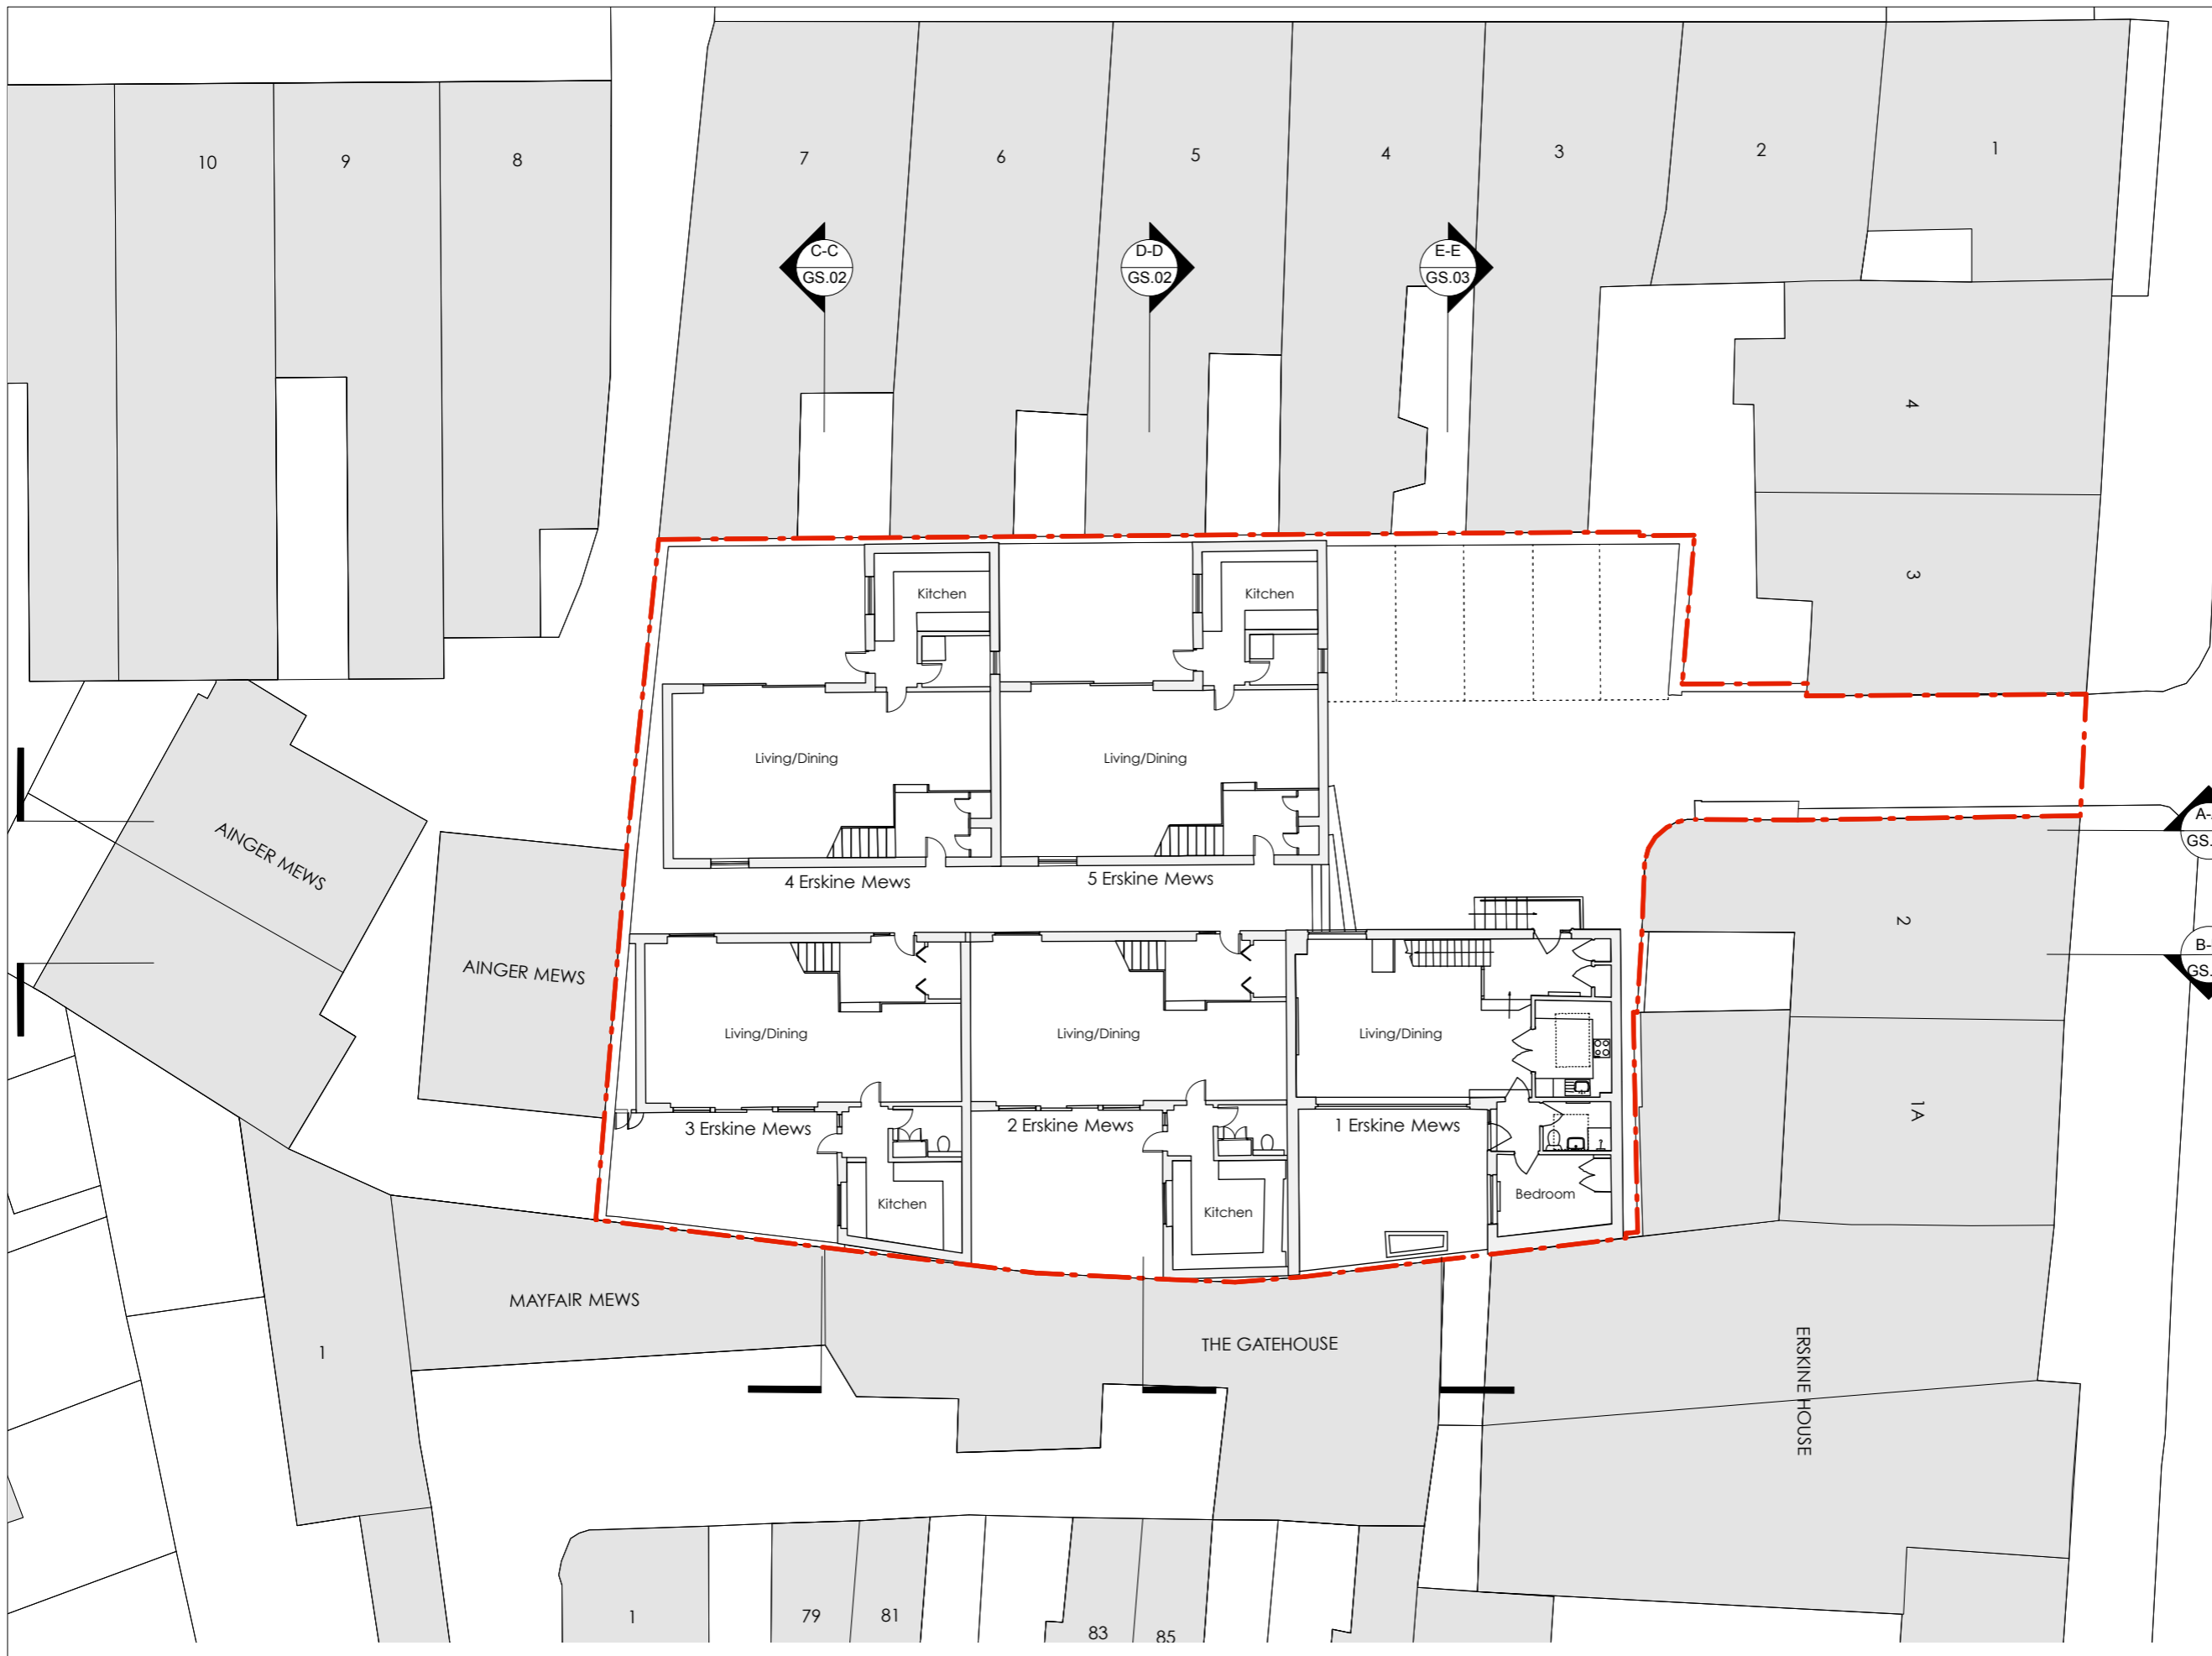 10
9
8
7
6
5
4
3
2
1
C-C
GS.02
D-D
GS.02
E-E
GS.03
4
3
Kitchen
Kitchen
Living/Dining
Living/Dining
4 Erskine Mews
5 Erskine Mews
AINGER MEWS
AINGER MEWS
2
GS.
B-
GS.
Living/Dining
Living/Dining
Living/Dining
1A
3 Erskine Mews
2 Erskine Mews
1 Erskine Mews
Kitchen
Kitchen
Bedroom
MAYFAIR MEWS
1
THE GATEHOUSE
ERSKINE HOUSE
1
79
81
83
85